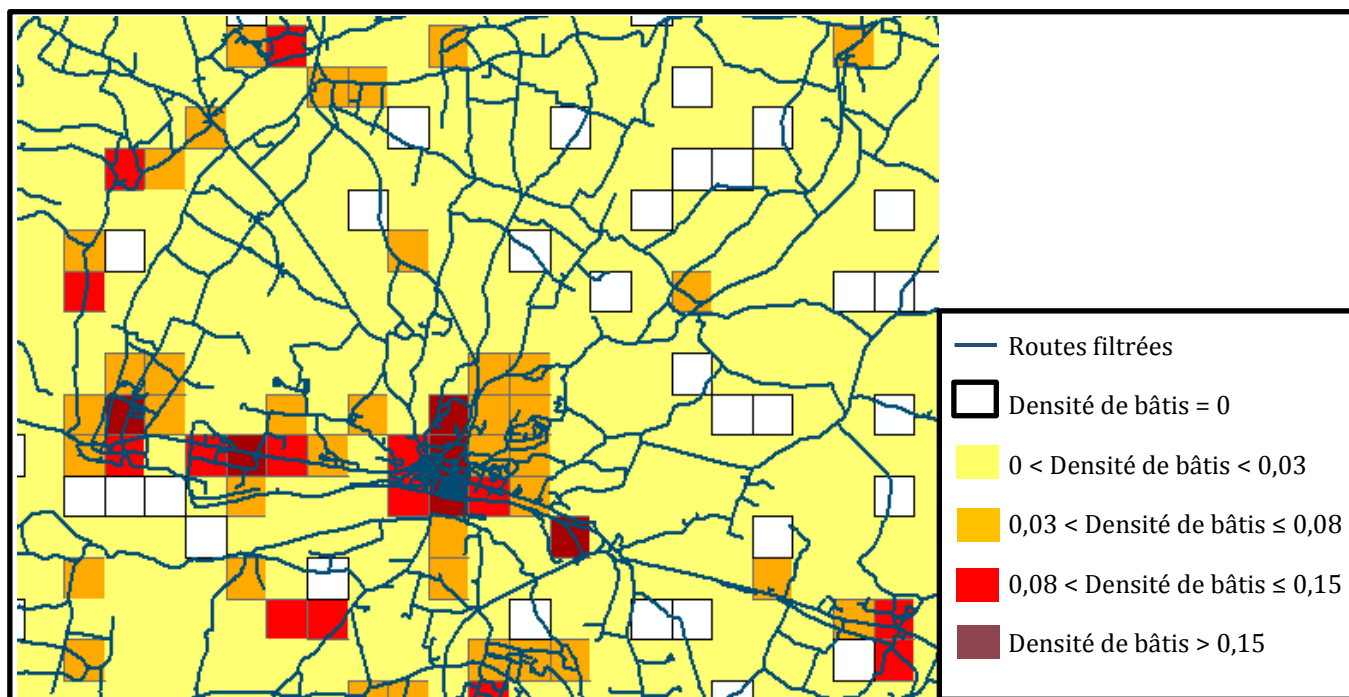 Routes filtrées
Densité de bâtis = 0
0 < Densité de bâtis < 0,03
0,03 < Densité de bâtis ≤ 0,08
0,08 < Densité de bâtis ≤ 0,15
Densité de bâtis > 0,15